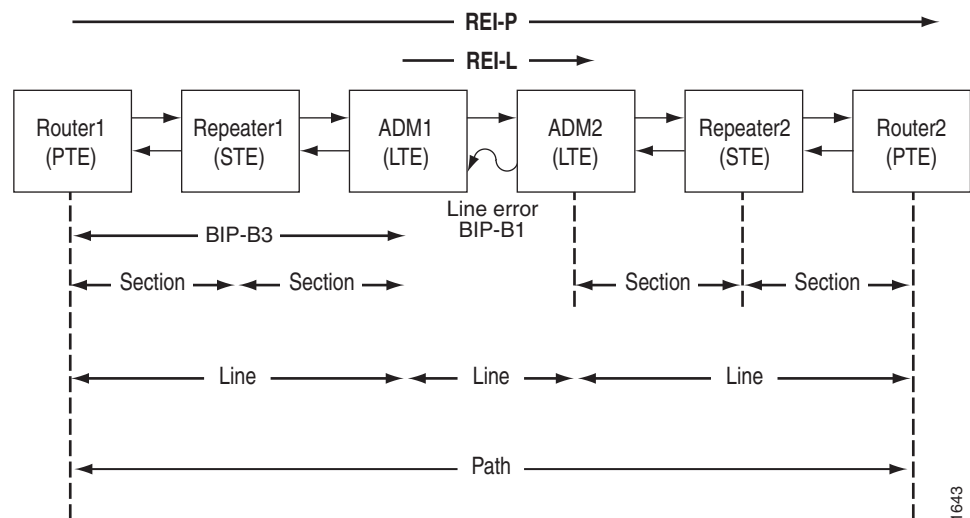 REI-P
REI-L
Router1
(PTE)
Repeater1
(STE)
ADM1
(LTE)
ADM2
(LTE)
Repeater2
(STE)
Router2
(PTE)
Line error
BIP-B1
BIP-B3
Section
Section
Section
Section
Line
Line
Line
Path
1643